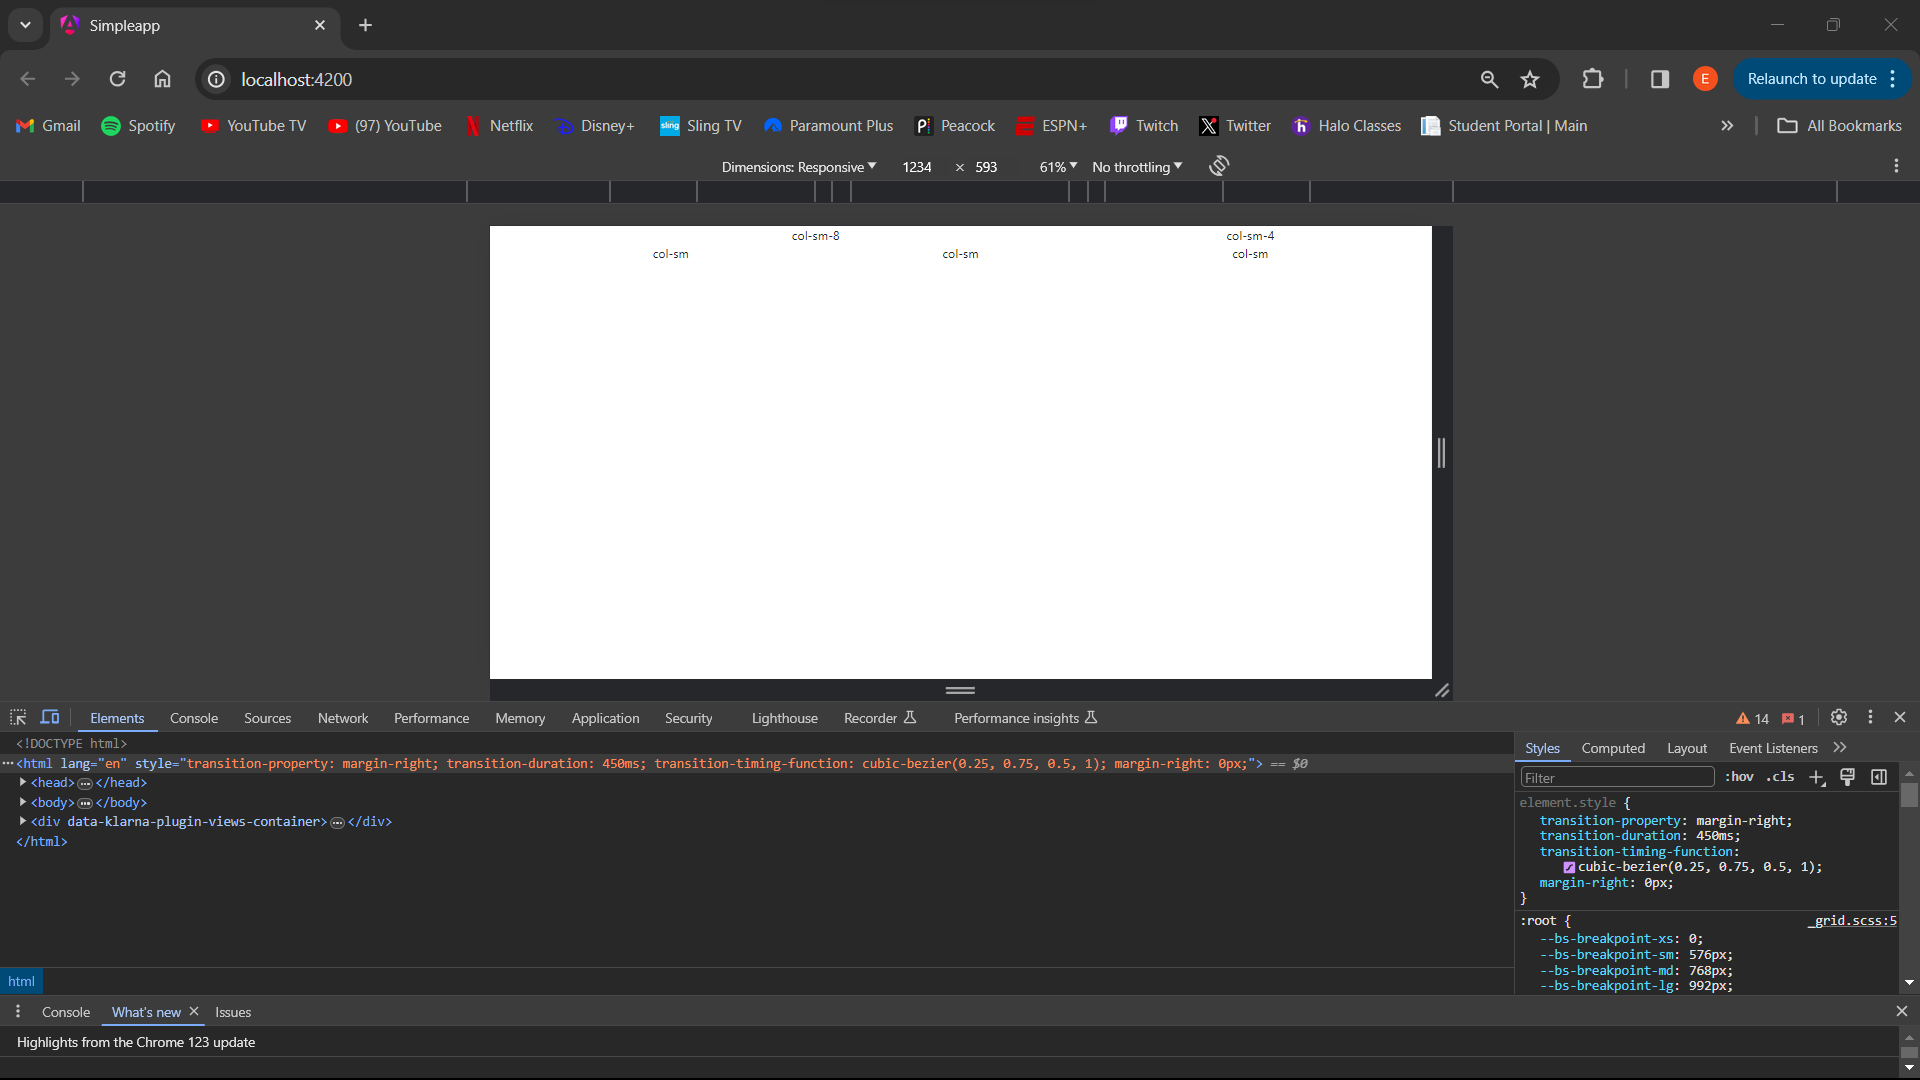 Simpleapp
localhost:4200
E
Relaunch to update
Gmail Spotify YouTube TV (97) YouTube Netflix Disney+ sling Sling TV Paramount Plus Peacock ESPN+ Twitch Twitter Halo Classes Student Portal | Main All Bookmarks
Dimensions: Responsive 1234 × 593 61% No throttling
col-sm-8 col-sm-4
col-sm col-sm col-sm
Elements Console Sources Network Performance Memory Application Security Lighthouse Recorder Performance insights 14 1
<!DOCTYPE html>
<html lang="en" style="transition-property: margin-right; transition-duration: 450ms; transition-timing-function: cubic-bezier(0.25, 0.75, 0.5, 1); margin-right: 0px;"> == $0
<head> </head>
<body> </body>
<div data-klarna-plugin-views-container> </div>
</html>
html
Styles Computed Layout Event Listeners
Filter :hov .cls
element.style {
transition-property: margin-right;
transition-duration: 450ms;
transition-timing-function:
cubic-bezier(0.25, 0.75, 0.5, 1);
margin-right: 0px;
}
:root { _grid.scss:5
--bs-breakpoint-xs: 0;
--bs-breakpoint-sm: 576px;
--bs-breakpoint-md: 768px;
--bs-breakpoint-lg: 992px;
Console What's new Issues
Highlights from the Chrome 123 update